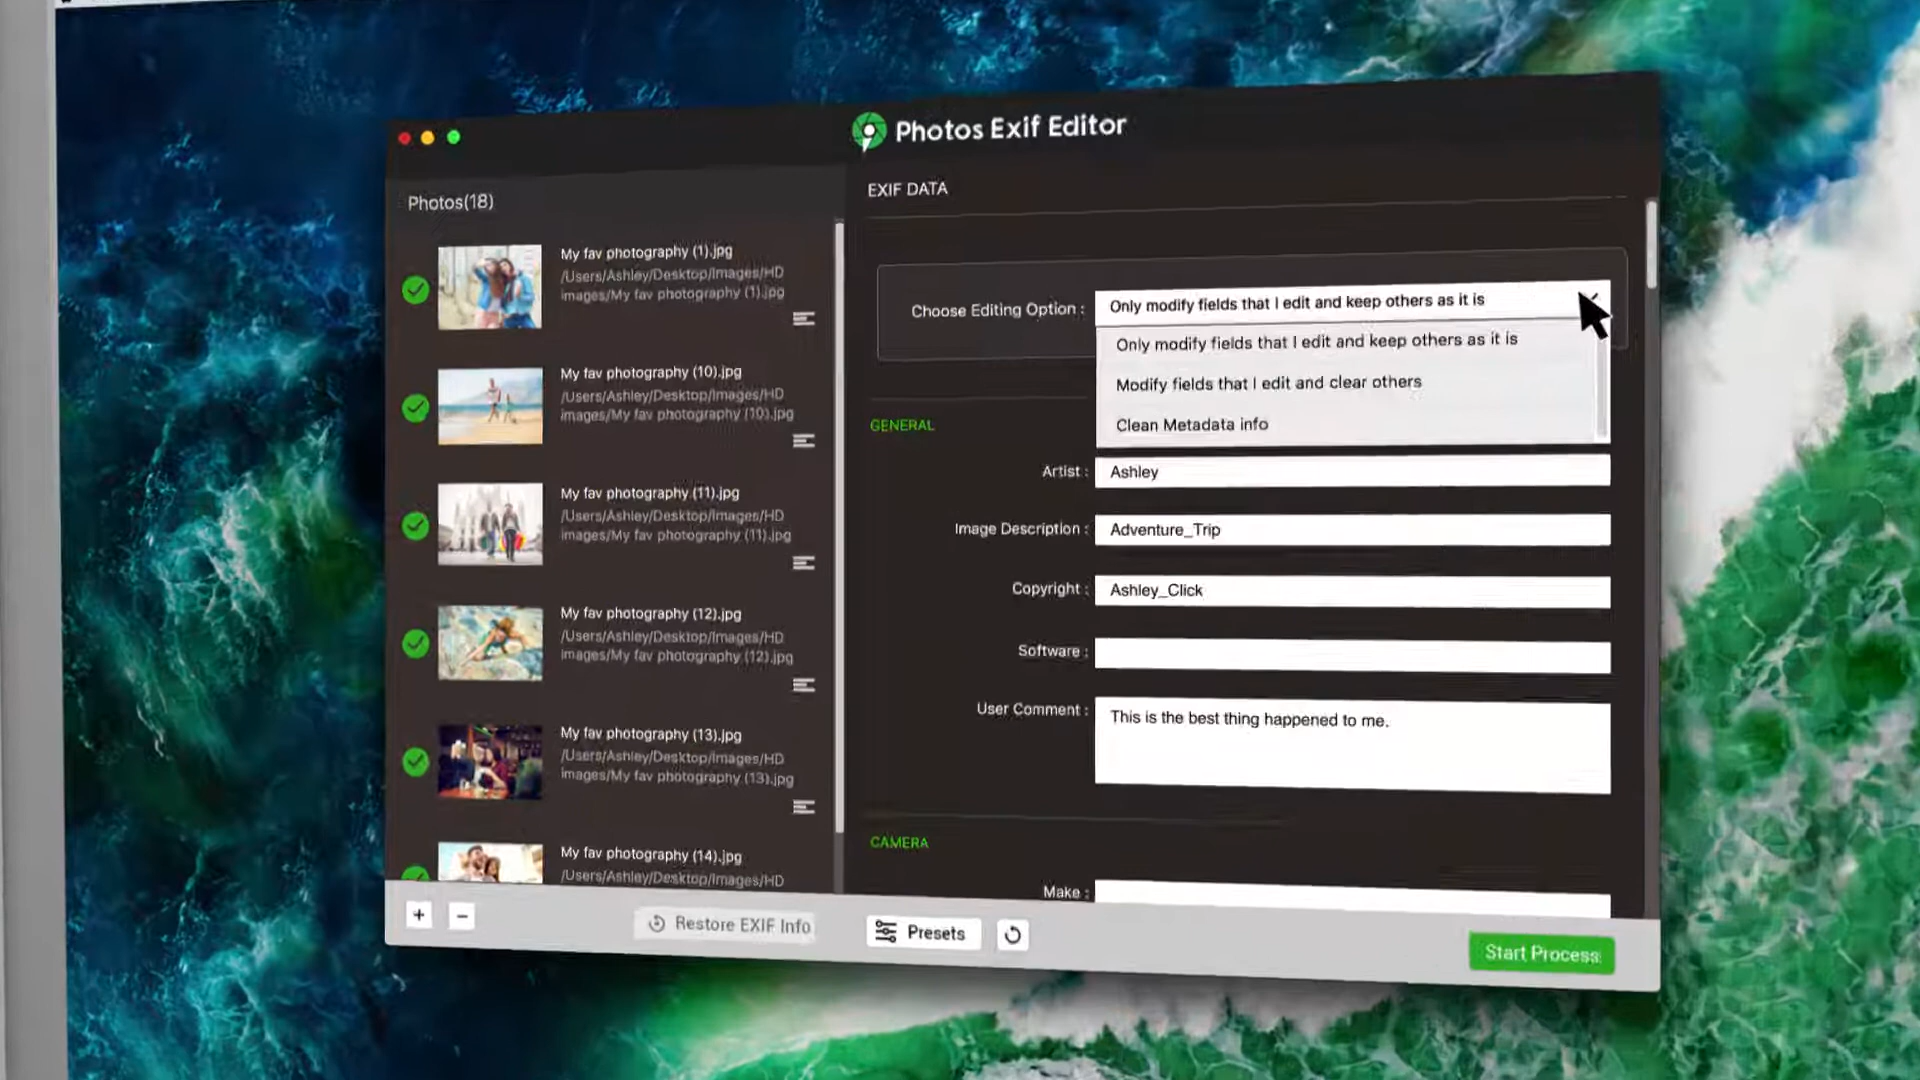 Photos Exif Editor
Photos(18)
My fav photography (1).jpg
/Users/Ashley/Desktop/Images/HD
images/My fav photography (1).jpg
My fav photography (10).jpg
/Users/Ashley/Desktop/Images/HD
images/My fav photography (10).jpg
My fav photography (11).jpg
/Users/Ashley/Desktop/Images/HD
images/My fav photography (11).jpg
My fav photography (12).jpg
/Users/Ashley/Desktop/Images/HD
images/My fav photography (12).jpg
My fav photography (13).jpg
/Users/Ashley/Desktop/Images/HD
images/My fav photography (13).jpg
My fav photography (14).jpg
/Users/Ashley/Desktop/Images/HD
EXIF DATA
Choose Editing Option : Only modify fields that I edit and keep others as it is
Only modify fields that I edit and keep others as it is
Modify fields that I edit and clear others
Clean Metadata info
GENERAL
Artist : Ashley
Image Description : Adventure_Trip
Copyright : Ashley_Click
Software :
User Comment : This is the best thing happened to me.
CAMERA
Make :
+ − Restore EXIF Info Presets Start Process